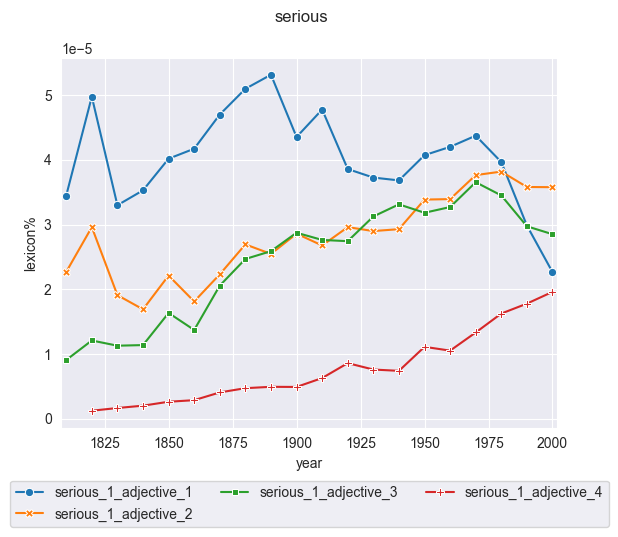 serious
1e−5
5
4
3
2
1
0
lexicon%
1825 1850 1875 1900 1925 1950 1975 2000
year
serious_1_adjective_1 serious_1_adjective_3 serious_1_adjective_4
serious_1_adjective_2